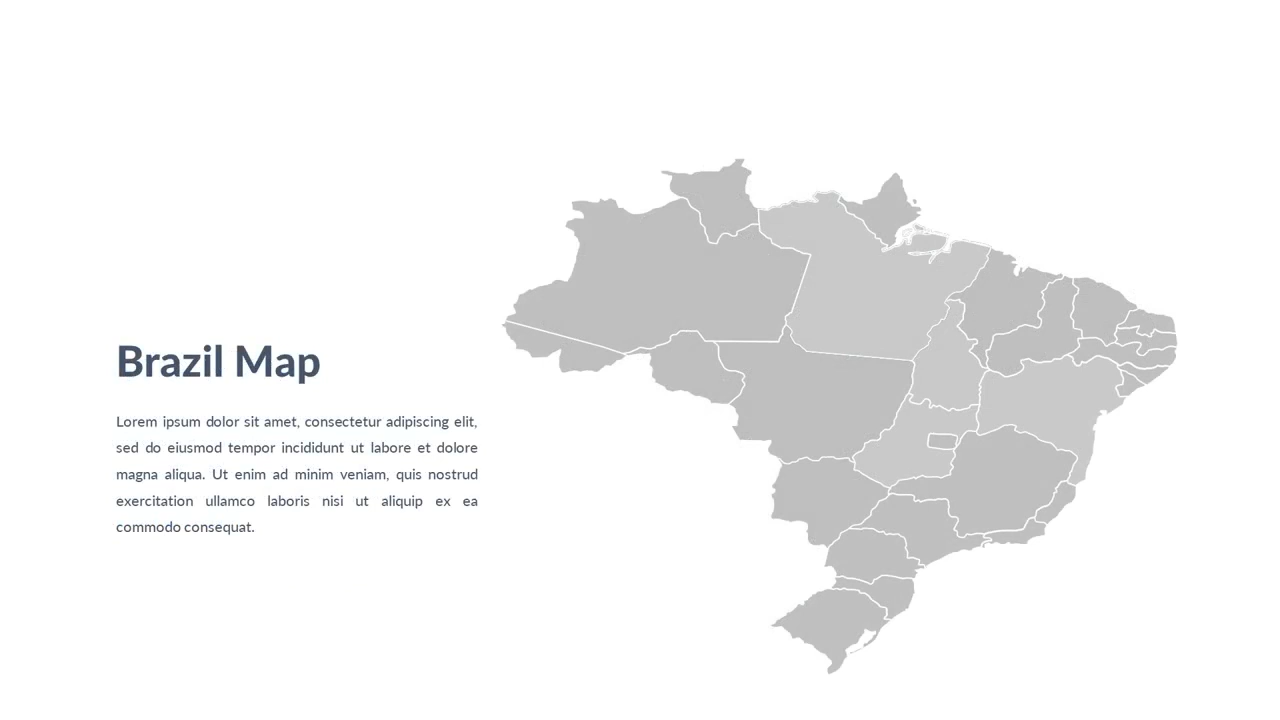 Brazil Map
Lorem ipsum dolor sit amet, consectetur adipiscing elit,
sed do eiusmod tempor incididunt ut labore et dolore
magna aliqua. Ut enim ad minim veniam, quis nostrud
exercitation ullamco laboris nisi ut aliquip ex ea
commodo consequat.